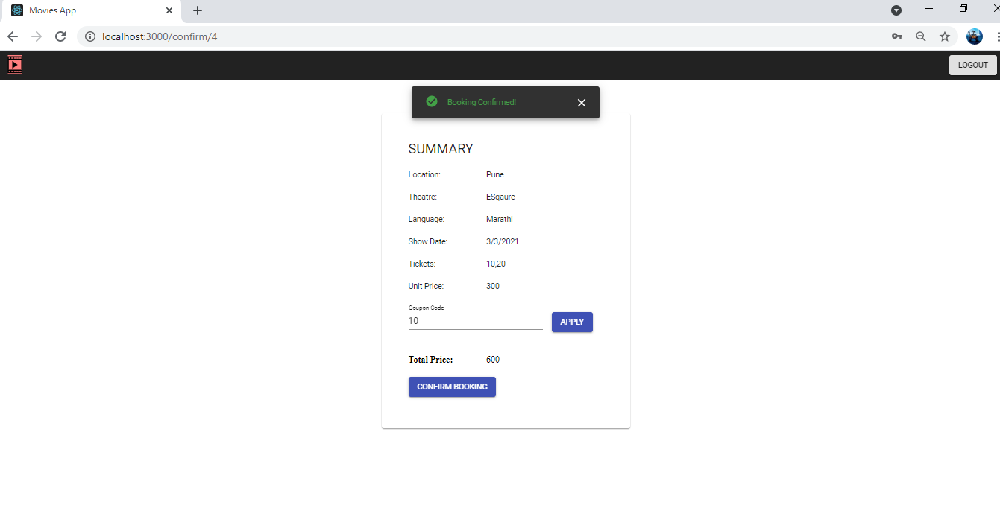 Movies App
localhost:3000/confirm/4
LOGOUT
Booking Confirmed!
SUMMARY
Location: Pune
Theatre: ESqaure
Language: Marathi
Show Date: 3/3/2021
Tickets: 10,20
Unit Price: 300
Coupon Code
10 APPLY
Total Price: 600
CONFIRM BOOKING